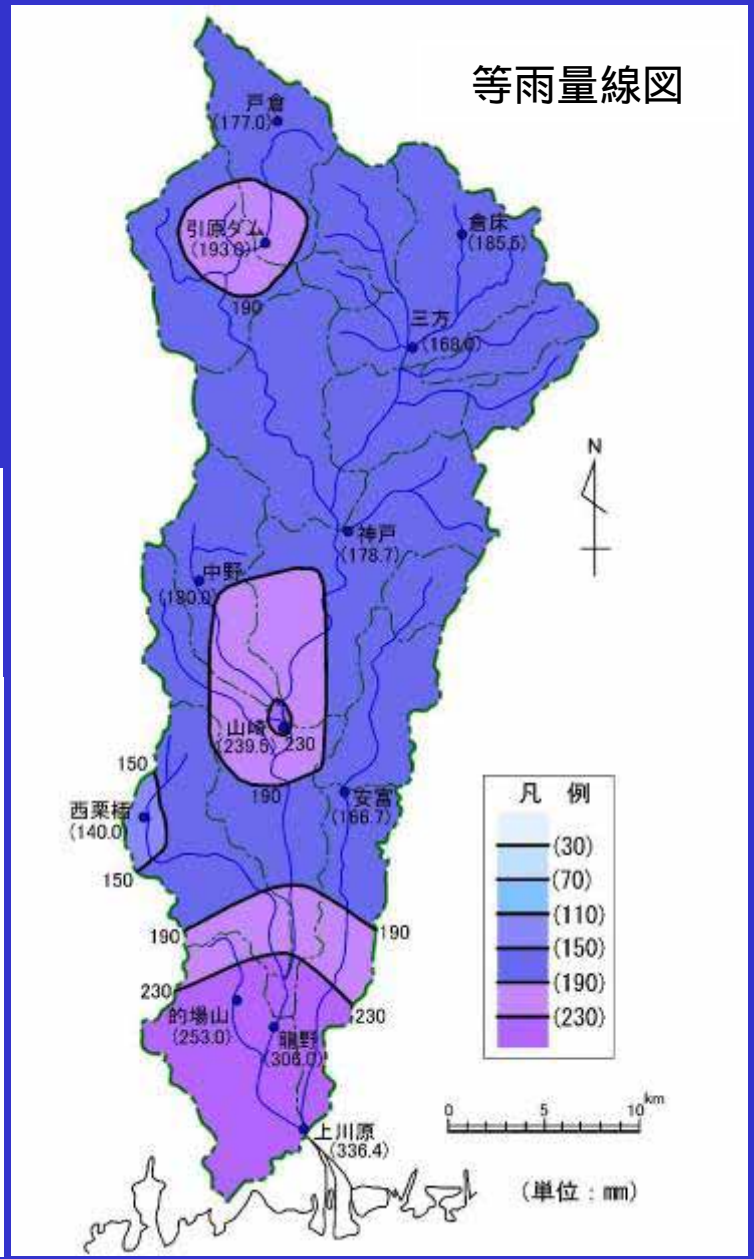 等雨量線図
戸倉
(177.0)
引原ダム
(193.0)
190
倉床
(185.5)
三方
(168.0)
N
神戸
(178.7)
中野
(180.0)
山崎
(239.5) 230
190
150
西栗栖
(140.0)
150
安富
(166.7)
190
190
230
230
的場山
(253.0)
龍野
(306.0)
上川原
(336.4)
凡 例
(30)
(70)
(110)
(150)
(190)
(230)
0 5 10 km
(単位：mm)